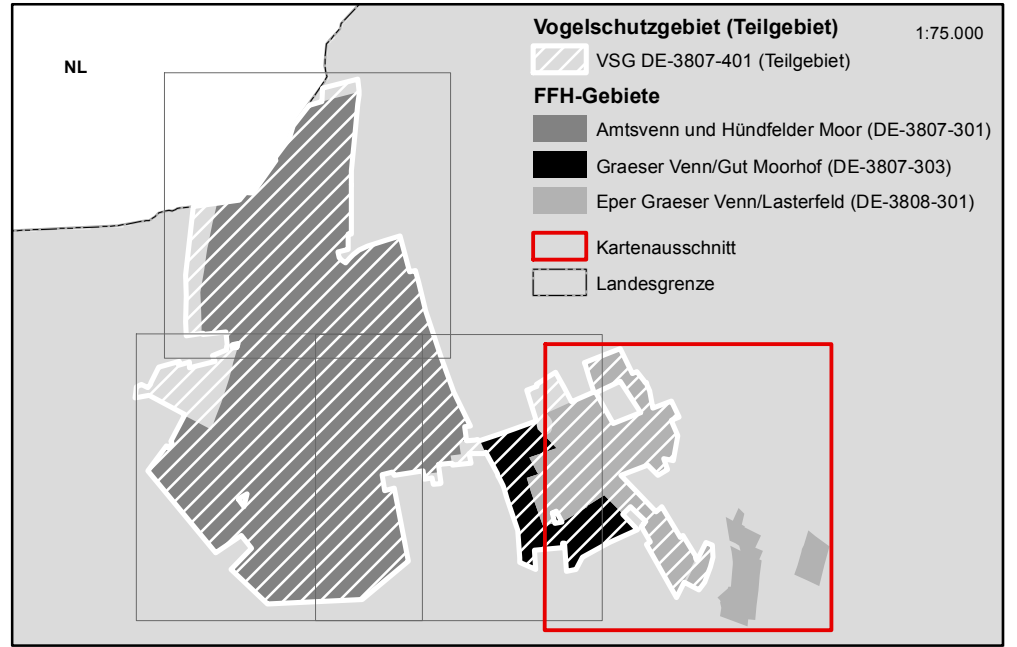 Vogelschutzgebiet (Teilgebiet)
1:75.000
NL
VSG DE-3807-401 (Teilgebiet)
FFH-Gebiete
Amtsvenn und Hündfelder Moor (DE-3807-301)
Graeser Venn/Gut Moorhof (DE-3807-303)
Eper Graeser Venn/Lasterfeld (DE-3808-301)
Kartenausschnitt
Landesgrenze